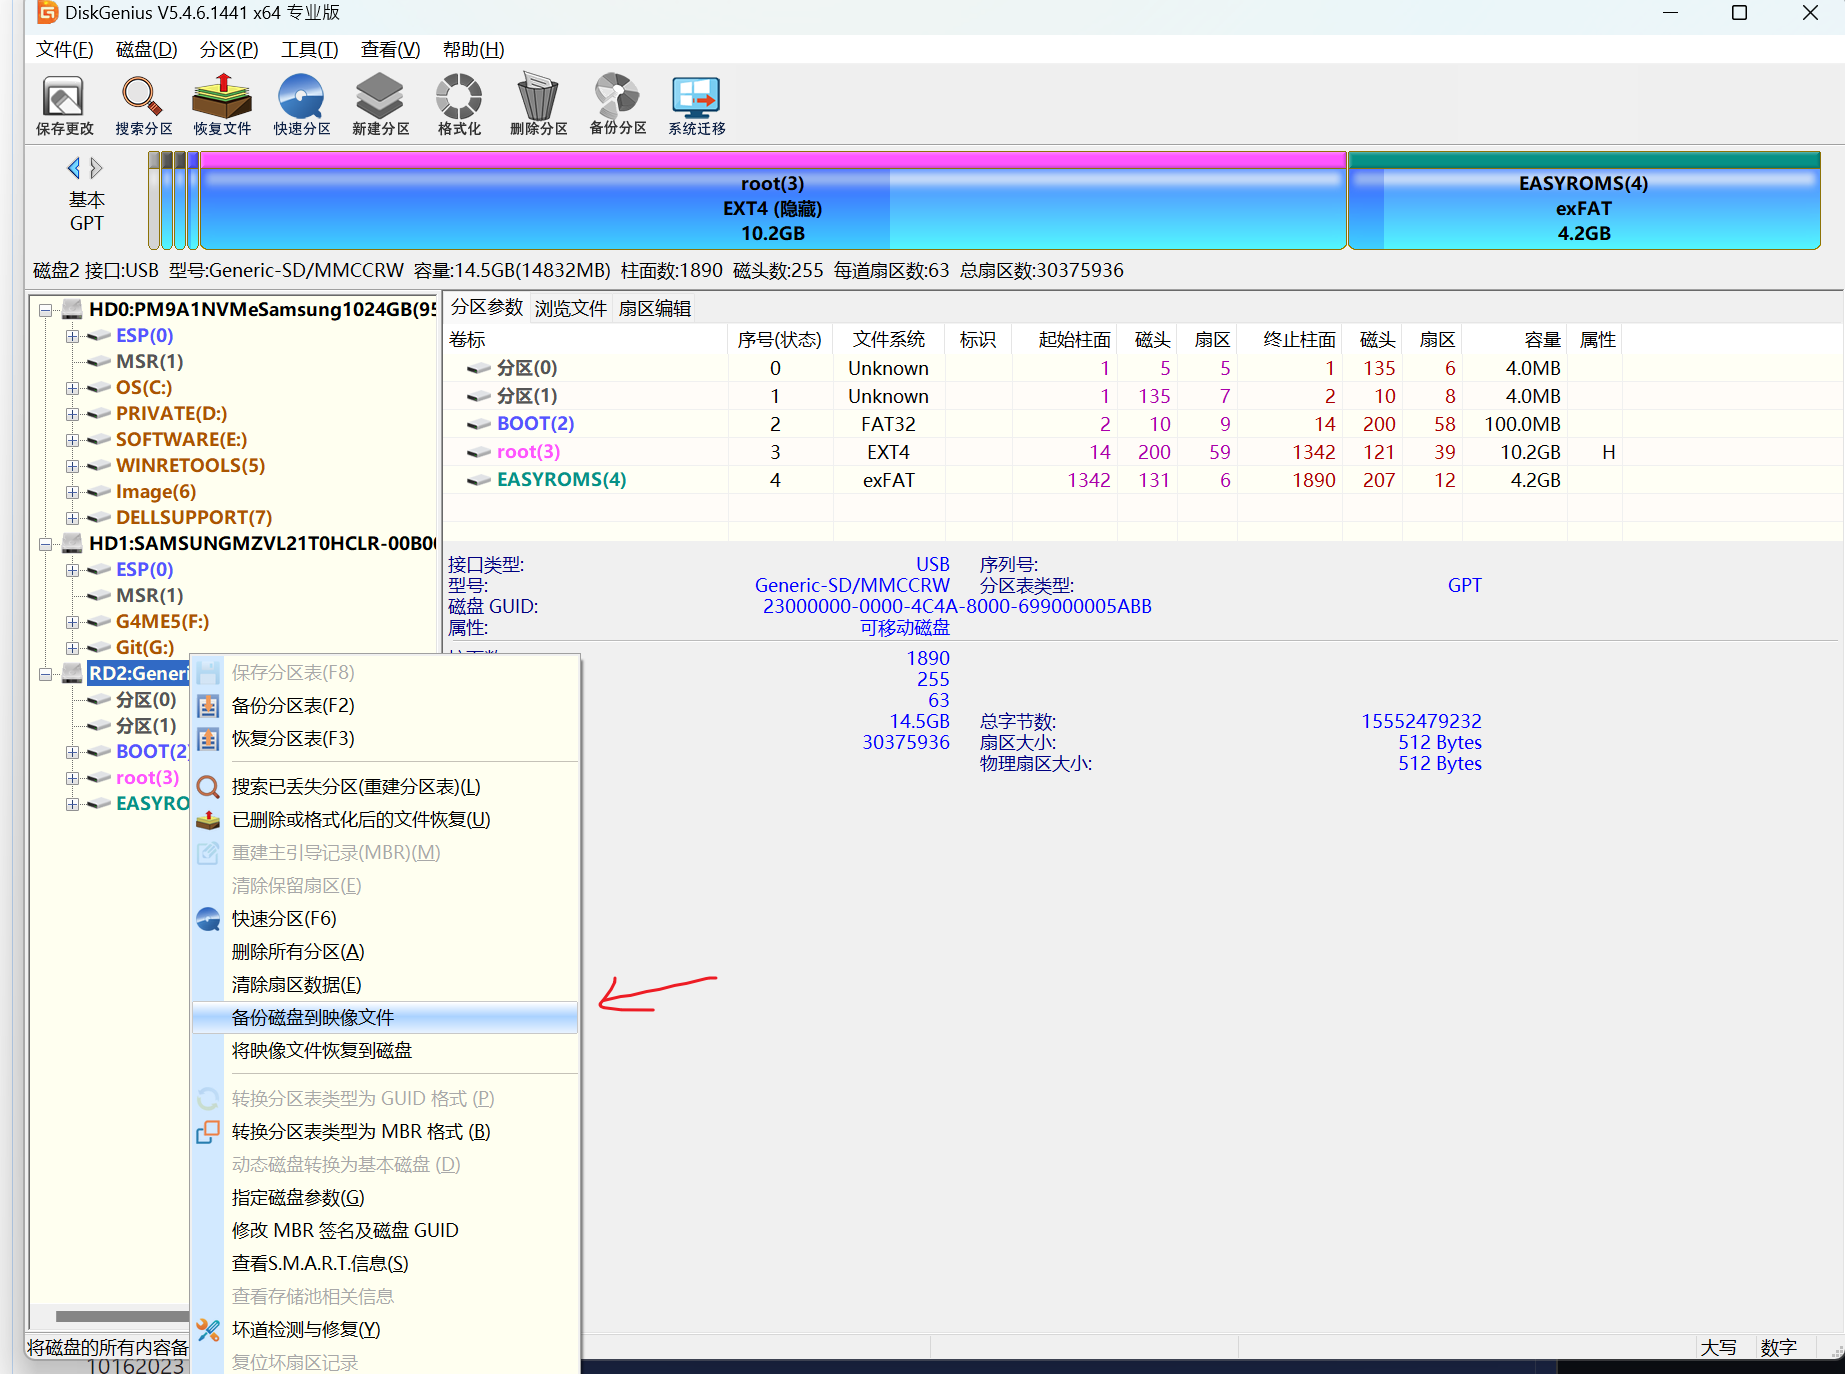 DiskGenius V5.4.6.1441 x64 专业版
文件(F) 磁盘(D) 分区(P) 工具(T) 查看(V) 帮助(H)
保存更改 搜索分区 恢复文件 快速分区 新建分区 格式化 删除分区 备份分区 系统迁移
基本
GPT
root(3)
EXT4 (隐藏)
10.2GB
EASYROMS(4)
exFAT
4.2GB
磁盘2 接口:USB 型号:Generic-SD/MMCCRW 容量:14.5GB(14832MB) 柱面数:1890 磁头数:255 每道扇区数:63 总扇区数:30375936
HD0:PM9A1NVMeSamsung1024GB(95
ESP(0)
MSR(1)
OS(C:)
PRIVATE(D:)
SOFTWARE(E:)
WINRETOOLS(5)
Image(6)
DELLSUPPORT(7)
HD1:SAMSUNGMZVL21T0HCLR-00B0
ESP(0)
MSR(1)
G4ME5(F:)
Git(G:)
RD2:Generi
分区(0)
分区(1)
BOOT(2)
root(3)
EASYRO
分区参数 浏览文件 扇区编辑
卷标 序号(状态) 文件系统 标识 起始柱面 磁头 扇区 终止柱面 磁头 扇区 容量 属性
分区(0) 0 Unknown 1 5 5 1 135 6 4.0MB
分区(1) 1 Unknown 1 135 7 2 10 8 4.0MB
BOOT(2) 2 FAT32 2 10 9 14 200 58 100.0MB
root(3) 3 EXT4 14 200 59 1342 121 39 10.2GB H
EASYROMS(4) 4 exFAT 1342 131 6 1890 207 12 4.2GB
接口类型: USB 序列号:
型号: Generic-SD/MMCCRW 分区表类型: GPT
磁盘 GUID: 23000000-0000-4C4A-8000-699000005ABB
属性: 可移动磁盘
1890
255
63
14.5GB 总字节数: 15552479232
30375936 扇区大小: 512 Bytes
物理扇区大小: 512 Bytes
保存分区表(F8)
备份分区表(F2)
恢复分区表(F3)
搜索已丢失分区(重建分区表)(L)
已删除或格式化后的文件恢复(U)
重建主引导记录(MBR)(M)
清除保留扇区(E)
快速分区(F6)
删除所有分区(A)
清除扇区数据(E)
备份磁盘到映像文件
将映像文件恢复到磁盘
转换分区表类型为 GUID 格式 (P)
转换分区表类型为 MBR 格式 (B)
动态磁盘转换为基本磁盘 (D)
指定磁盘参数(G)
修改 MBR 签名及磁盘 GUID
查看S.M.A.R.T.信息(S)
查看存储池相关信息
坏道检测与修复(Y)
复位坏扇区记录
将磁盘的所有内容备 大写 数字
10162023